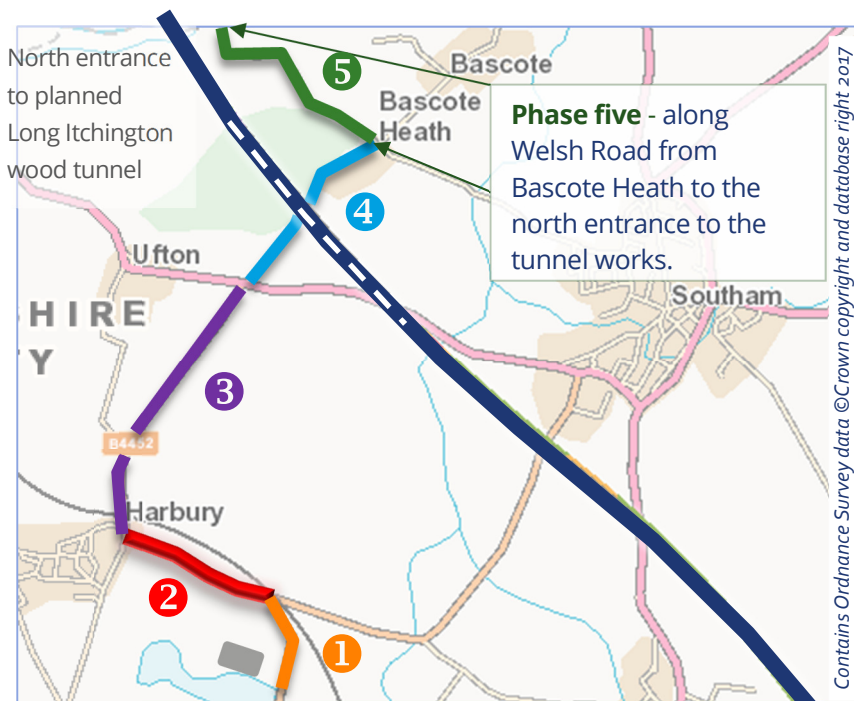 North entrance
to planned
Long Itchington
wood tunnel
5
Bascote
Bascote
Heath
Phase five - along
Welsh Road from
Bascote Heath to the
north entrance to the
tunnel works.
4
Ufton
Southam
HIRE
Y
3
B4452
Harbury
2
1
Contains Ordnance Survey data ©Crown copyright and database right 2017